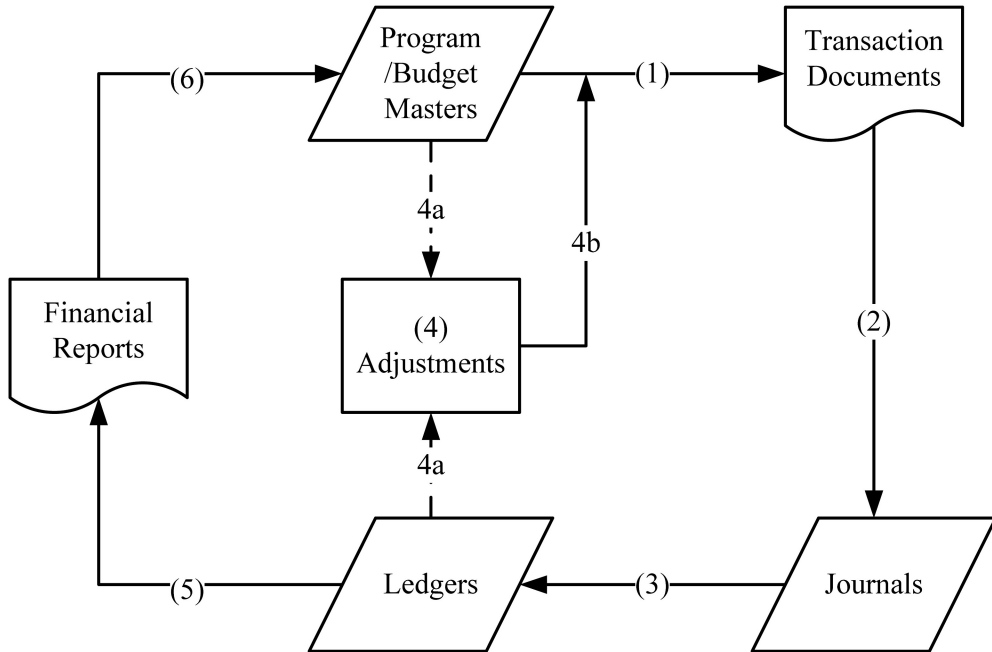 Program
/Budget
Masters
Transaction
Documents
(6)
(1)
4a
4b
Financial
Reports
(4)
Adjustments
(2)
4a
Ledgers
Journals
(5)
(3)